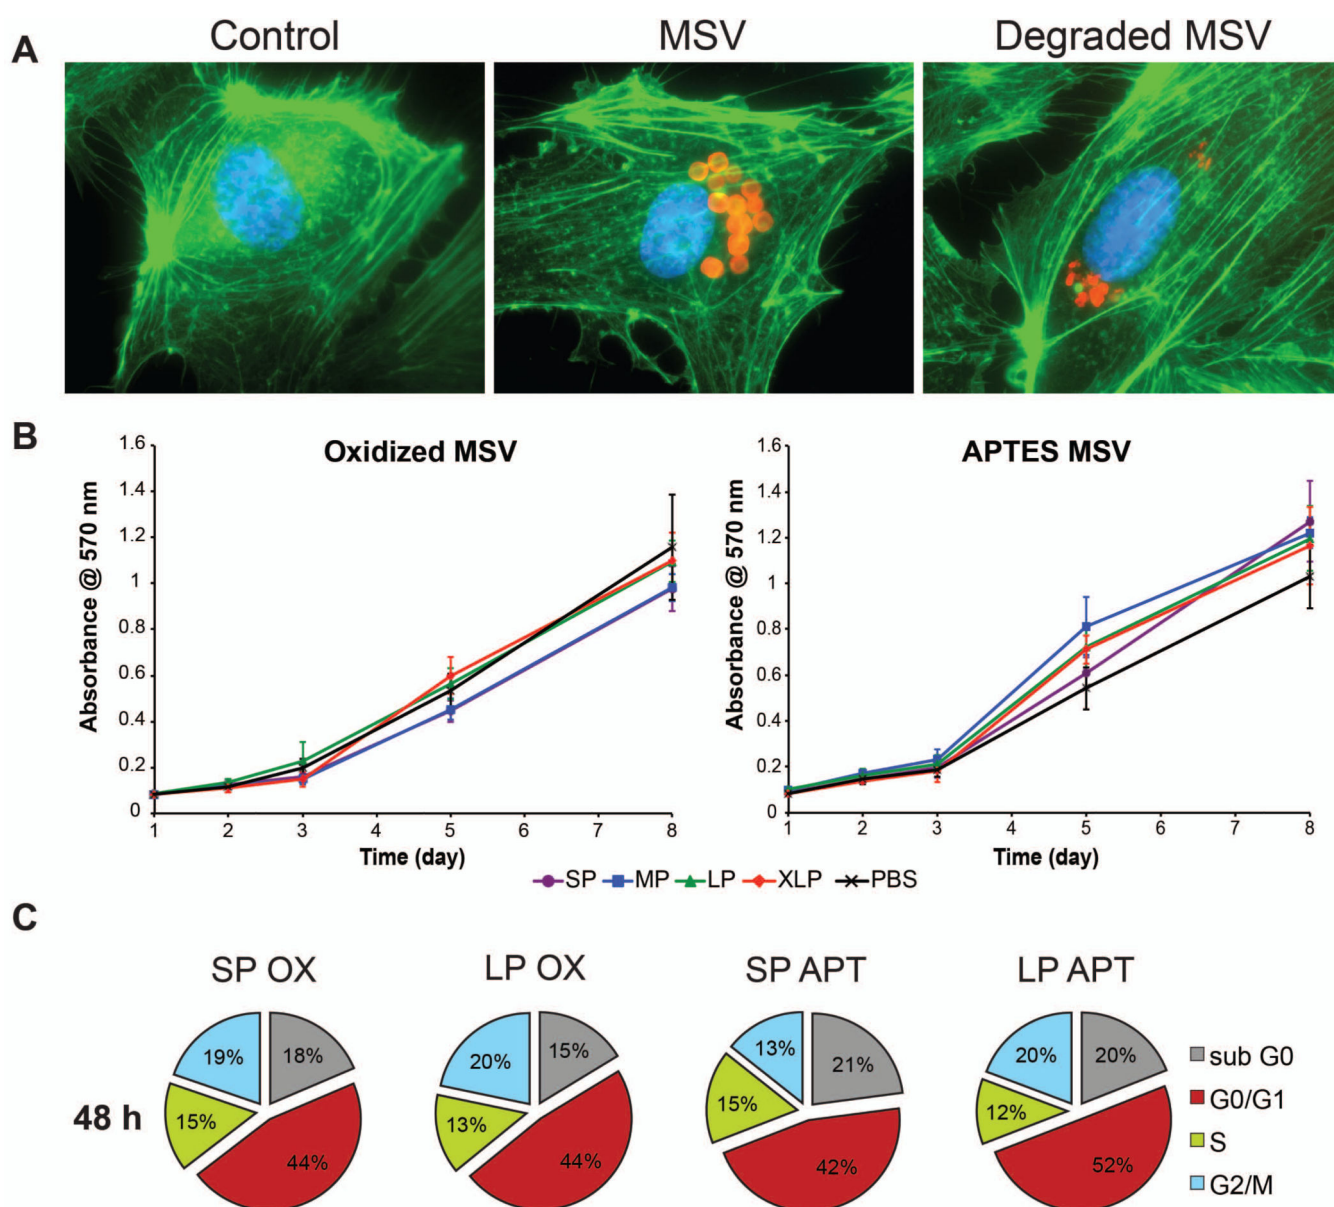 A
Control MSV Degraded MSV
B
Oxidized MSV APTES MSV
Absorbance @ 570 nm
1.6
1.4
1.2
1
0.8
0.6
0.4
0.2
0
1 2 3 4 5 6 7 8
Time (day)
Absorbance @ 570 nm
1.6
1.4
1.2
1
0.8
0.6
0.4
0.2
0
1 2 3 4 5 6 7 8
Time (day)
SP MP LP XLP PBS
C
SP OX LP OX SP APT LP APT
48 h
19% 18% 15% 44%
20% 15% 13% 44%
13% 21% 15% 42%
20% 20% 12% 52%
sub G0
G0/G1
S
G2/M